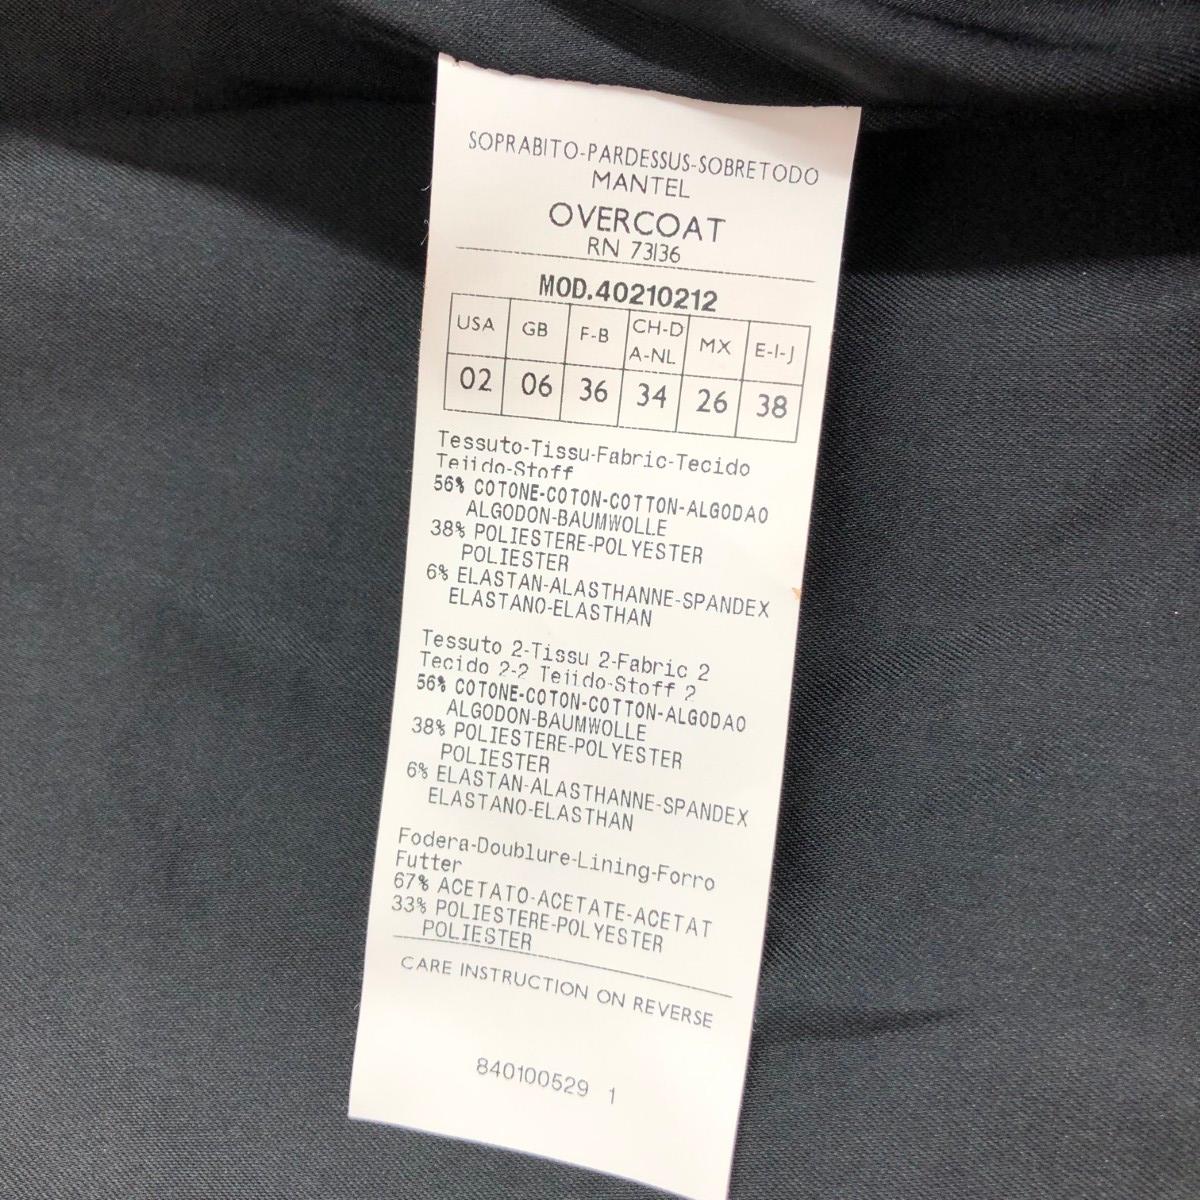 SOPRABITO-PARDESSUS-SOBRETODO
MANTEL
OVERCOAT
RN 73136
MOD.40210212
USA GB F-B CH-D A-NL MX E-I-J
02 06 36 34 26 38
Tessuto-Tissu-Fabric-Tecido
Tejido-Stoff
56% COTONE-COTON-COTTON-ALGODAO
ALGODON-BAUMWOLLE
38% POLIESTERE-POLYESTER
POLIESTER
6% ELASTAN-ALASTHANNE-SPANDEX
ELASTANO-ELASTHAN
Tessuto 2-Tissu 2-Fabric 2
Tecido 2-2 Tejido-Stoff 2
56% COTONE-COTON-COTTON-ALGODAO
ALGODON-BAUMWOLLE
38% POLIESTERE-POLYESTER
POLIESTER
6% ELASTAN-ALASTHANNE-SPANDEX
ELASTANO-ELASTHAN
Fodera-Doublure-Lining-Forro
Futter
67% ACETATO-ACETATE-ACETAT
33% POLIESTERE-POLYESTER
POLIESTER
CARE INSTRUCTION ON REVERSE
840100529 1